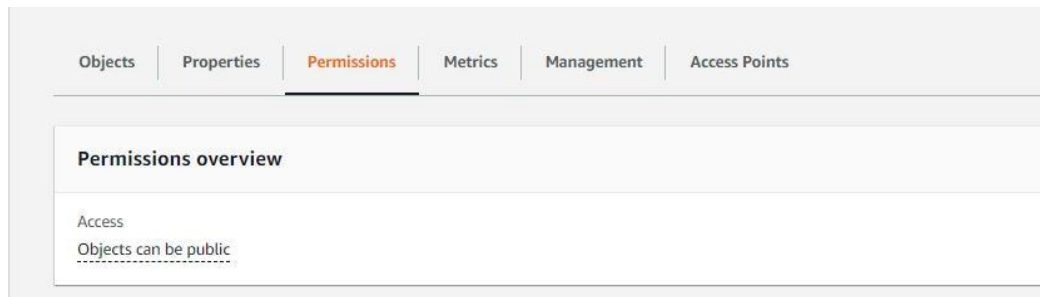 Objects Properties Permissions Metrics Management Access Points
Permissions overview
Access
Objects can be public